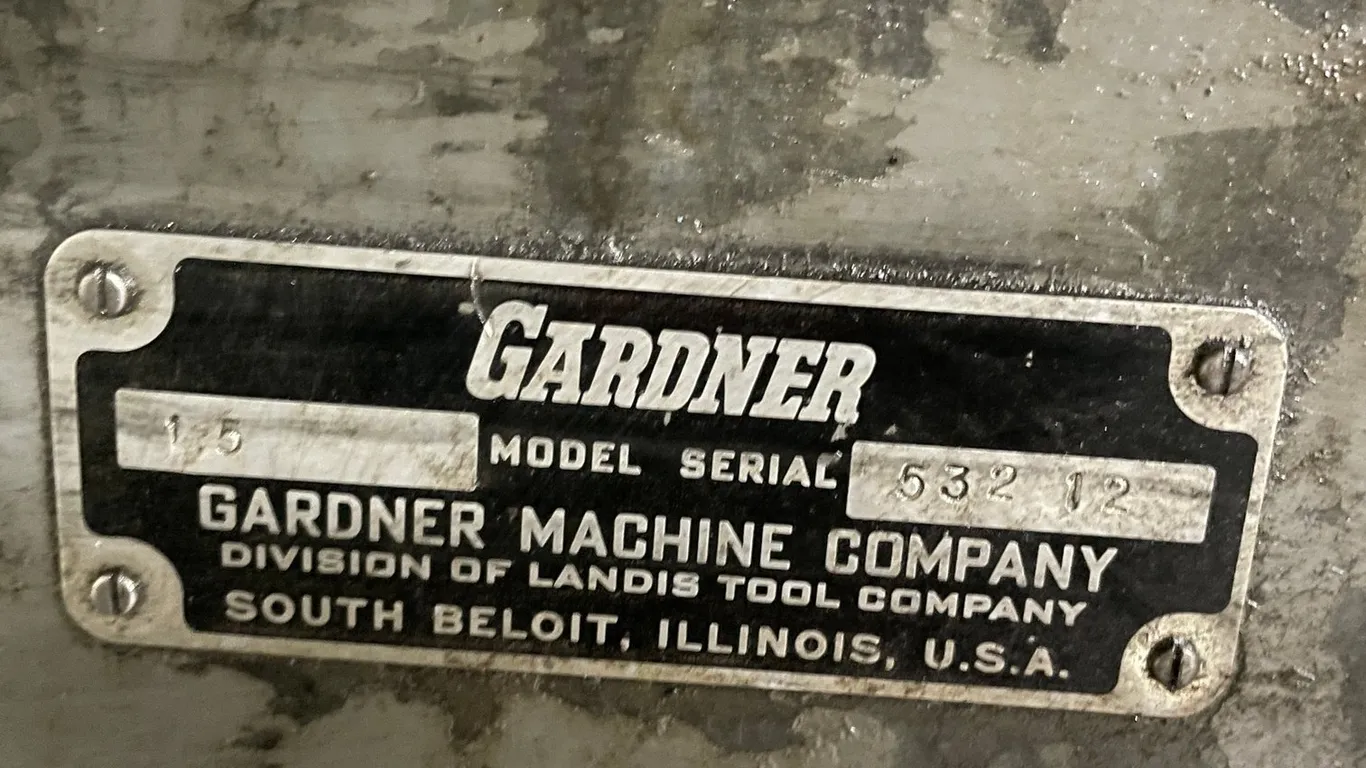 GARDNER
1.5 MODEL SERIAL 532 12
GARDNER MACHINE COMPANY
DIVISION OF LANDIS TOOL COMPANY
SOUTH BELOIT, ILLINOIS, U.S.A.